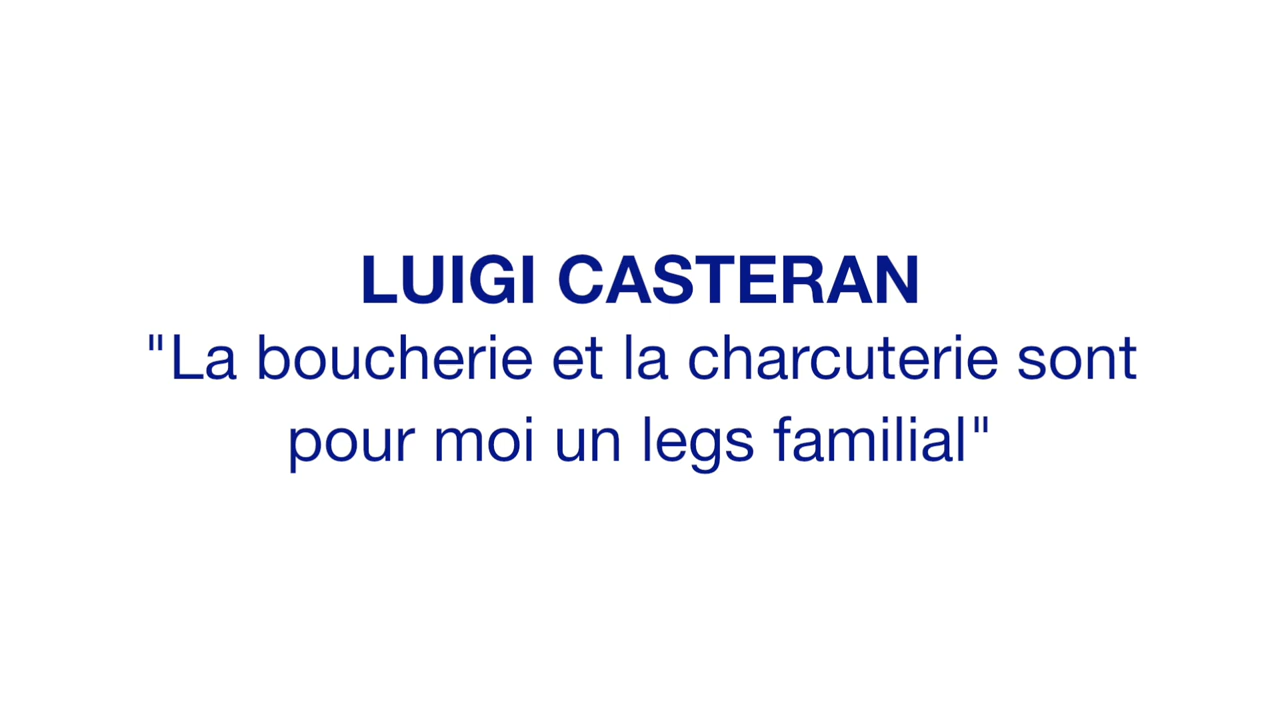 LUIGI CASTERAN
"La boucherie et la charcuterie sont
pour moi un legs familial"